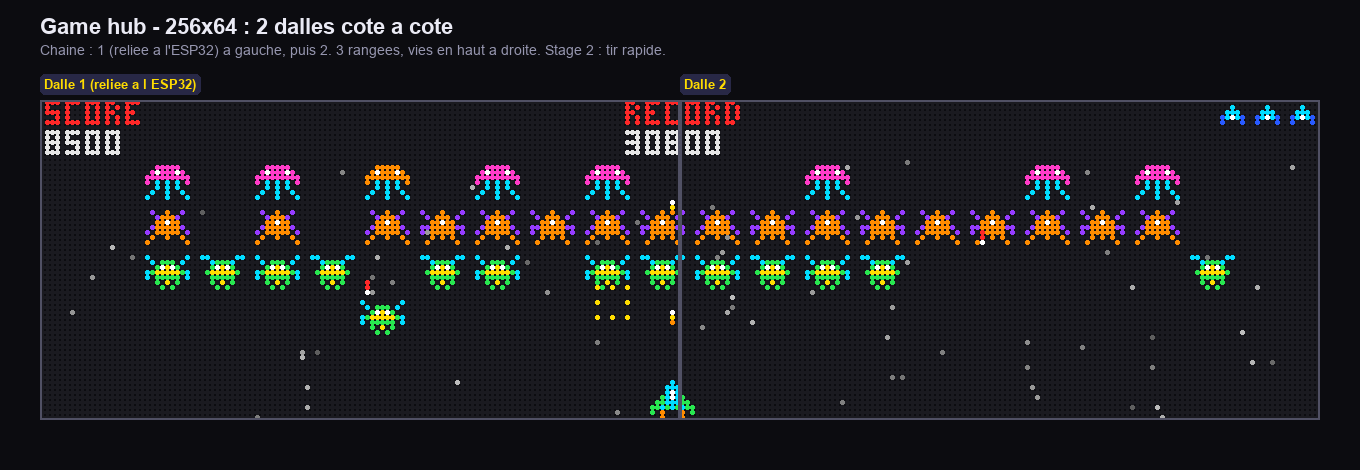 Game hub - 256x64 : 2 dalles cote a cote
Chaine : 1 (reliee a l'ESP32) a gauche, puis 2. 3 rangees, vies en haut a droite. Stage 2 : tir rapide.
Dalle 1 (reliee a l ESP32)
Dalle 2
SCORE
RECORD
8500
30000